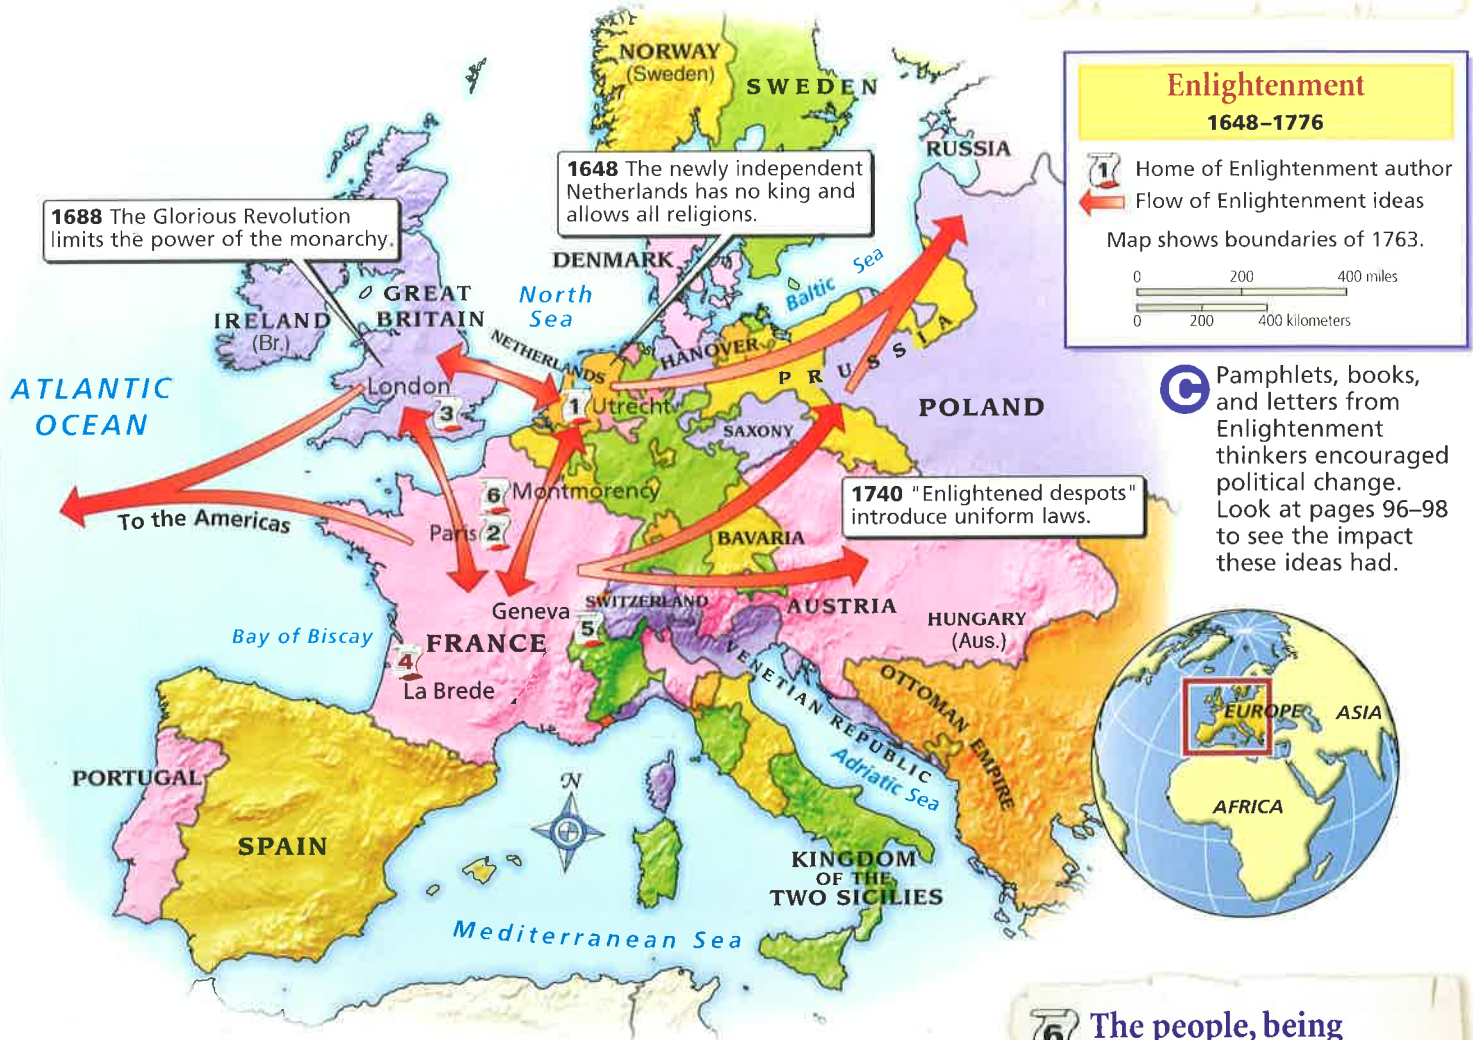 NORWAY
(Sweden)
SWEDEN
RUSSIA
Enlightenment
1648–1776
1 Home of Enlightenment author
Flow of Enlightenment ideas
Map shows boundaries of 1763.
0 200 400 miles
0 200 400 kilometers
1648 The newly independent
Netherlands has no king and
allows all religions.
1688 The Glorious Revolution
limits the power of the monarchy.
DENMARK
Baltic Sea
North
Sea
GREAT
BRITAIN
IRELAND
(Br.)
NETHERLANDS
HANOVER
PRUSSIA
ATLANTIC
OCEAN
London
3
1 Utrecht
POLAND
SAXONY
C Pamphlets, books,
and letters from
Enlightenment
thinkers encouraged
political change.
Look at pages 96–98
to see the impact
these ideas had.
6 Montmorency
Paris 2
To the Americas
1740 "Enlightened despots"
introduce uniform laws.
BAVARIA
Geneva
5
SWITZERLAND
AUSTRIA
HUNGARY
(Aus.)
Bay of Biscay
FRANCE
4
La Brede
VENETIAN REPUBLIC
OTTOMAN EMPIRE
Adriatic Sea
EUROPE
ASIA
AFRICA
PORTUGAL
SPAIN
N
KINGDOM
OF THE
TWO SICILIES
Mediterranean Sea
6 The people, being